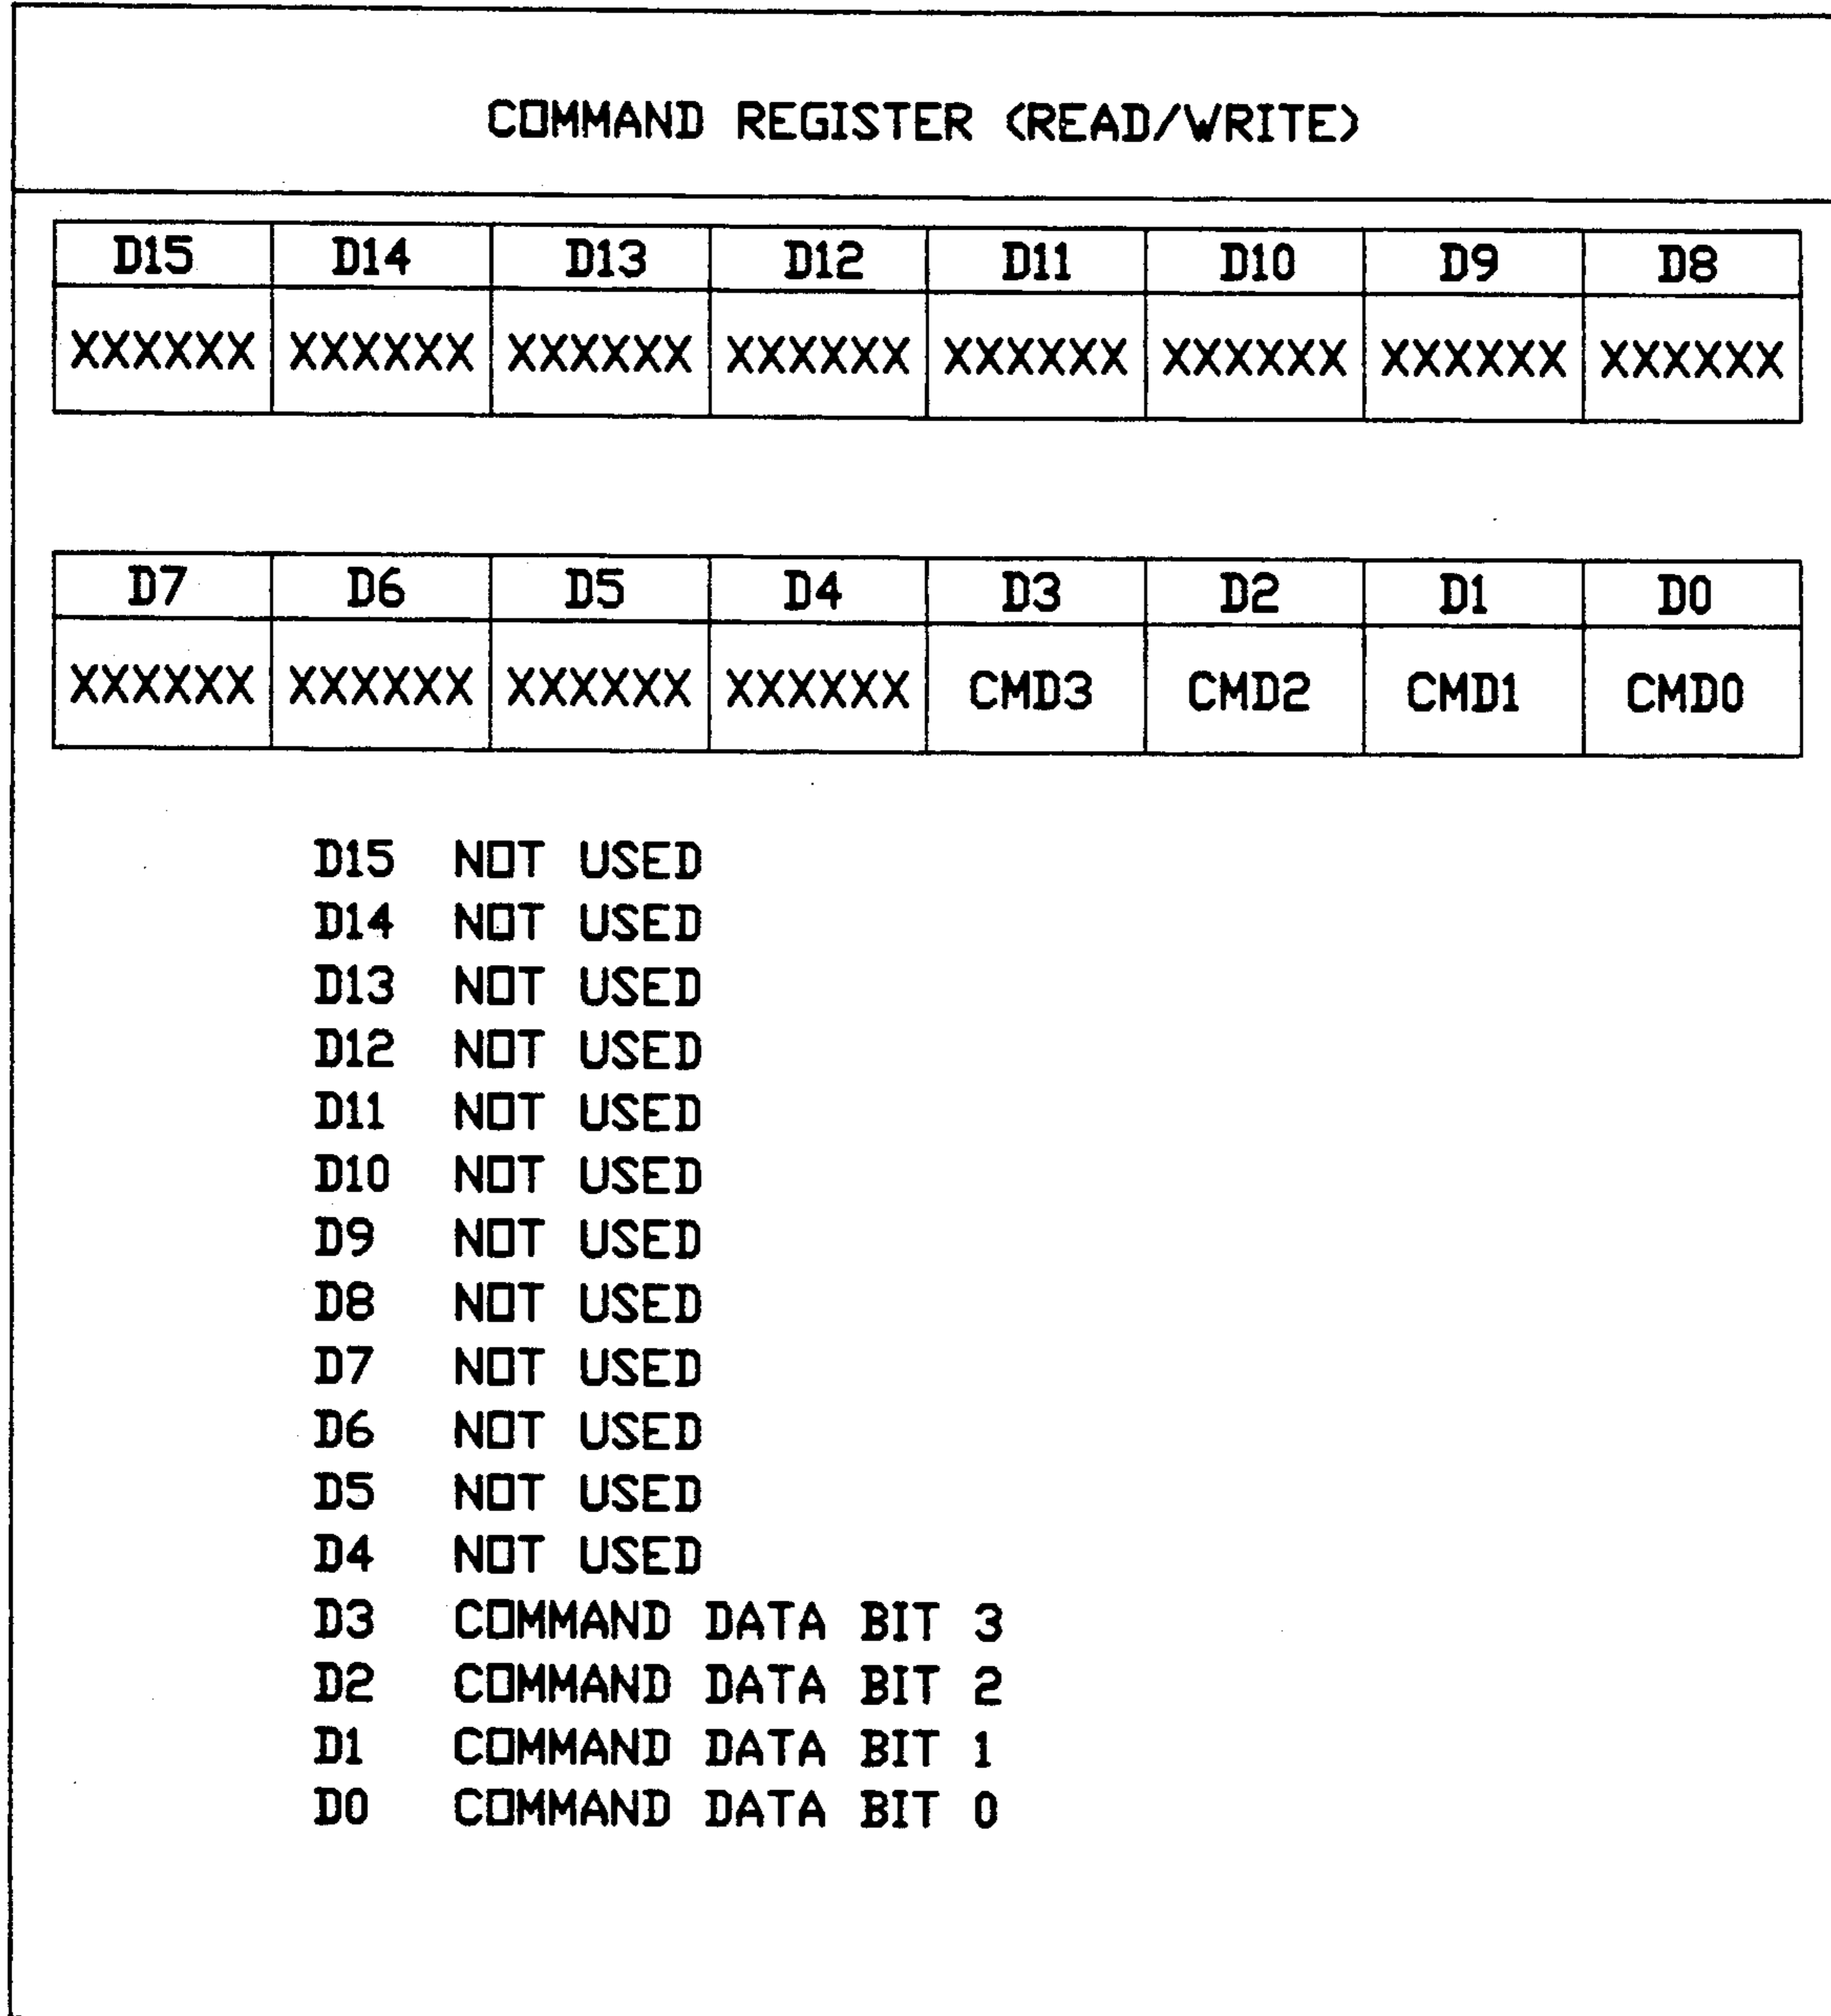 COMMAND REGISTER (READ/WRITE)
D15 D14 D13 D12 D11 D10 D9 D8
XXXXXX XXXXXX XXXXXX XXXXXX XXXXXX XXXXXX XXXXXX XXXXXX
D7 D6 D5 D4 D3 D2 D1 D0
XXXXXX XXXXXX XXXXXX XXXXXX CMD3 CMD2 CMD1 CMD0
D15 NOT USED
D14 NOT USED
D13 NOT USED
D12 NOT USED
D11 NOT USED
D10 NOT USED
D9 NOT USED
D8 NOT USED
D7 NOT USED
D6 NOT USED
D5 NOT USED
D4 NOT USED
D3 COMMAND DATA BIT 3
D2 COMMAND DATA BIT 2
D1 COMMAND DATA BIT 1
D0 COMMAND DATA BIT 0